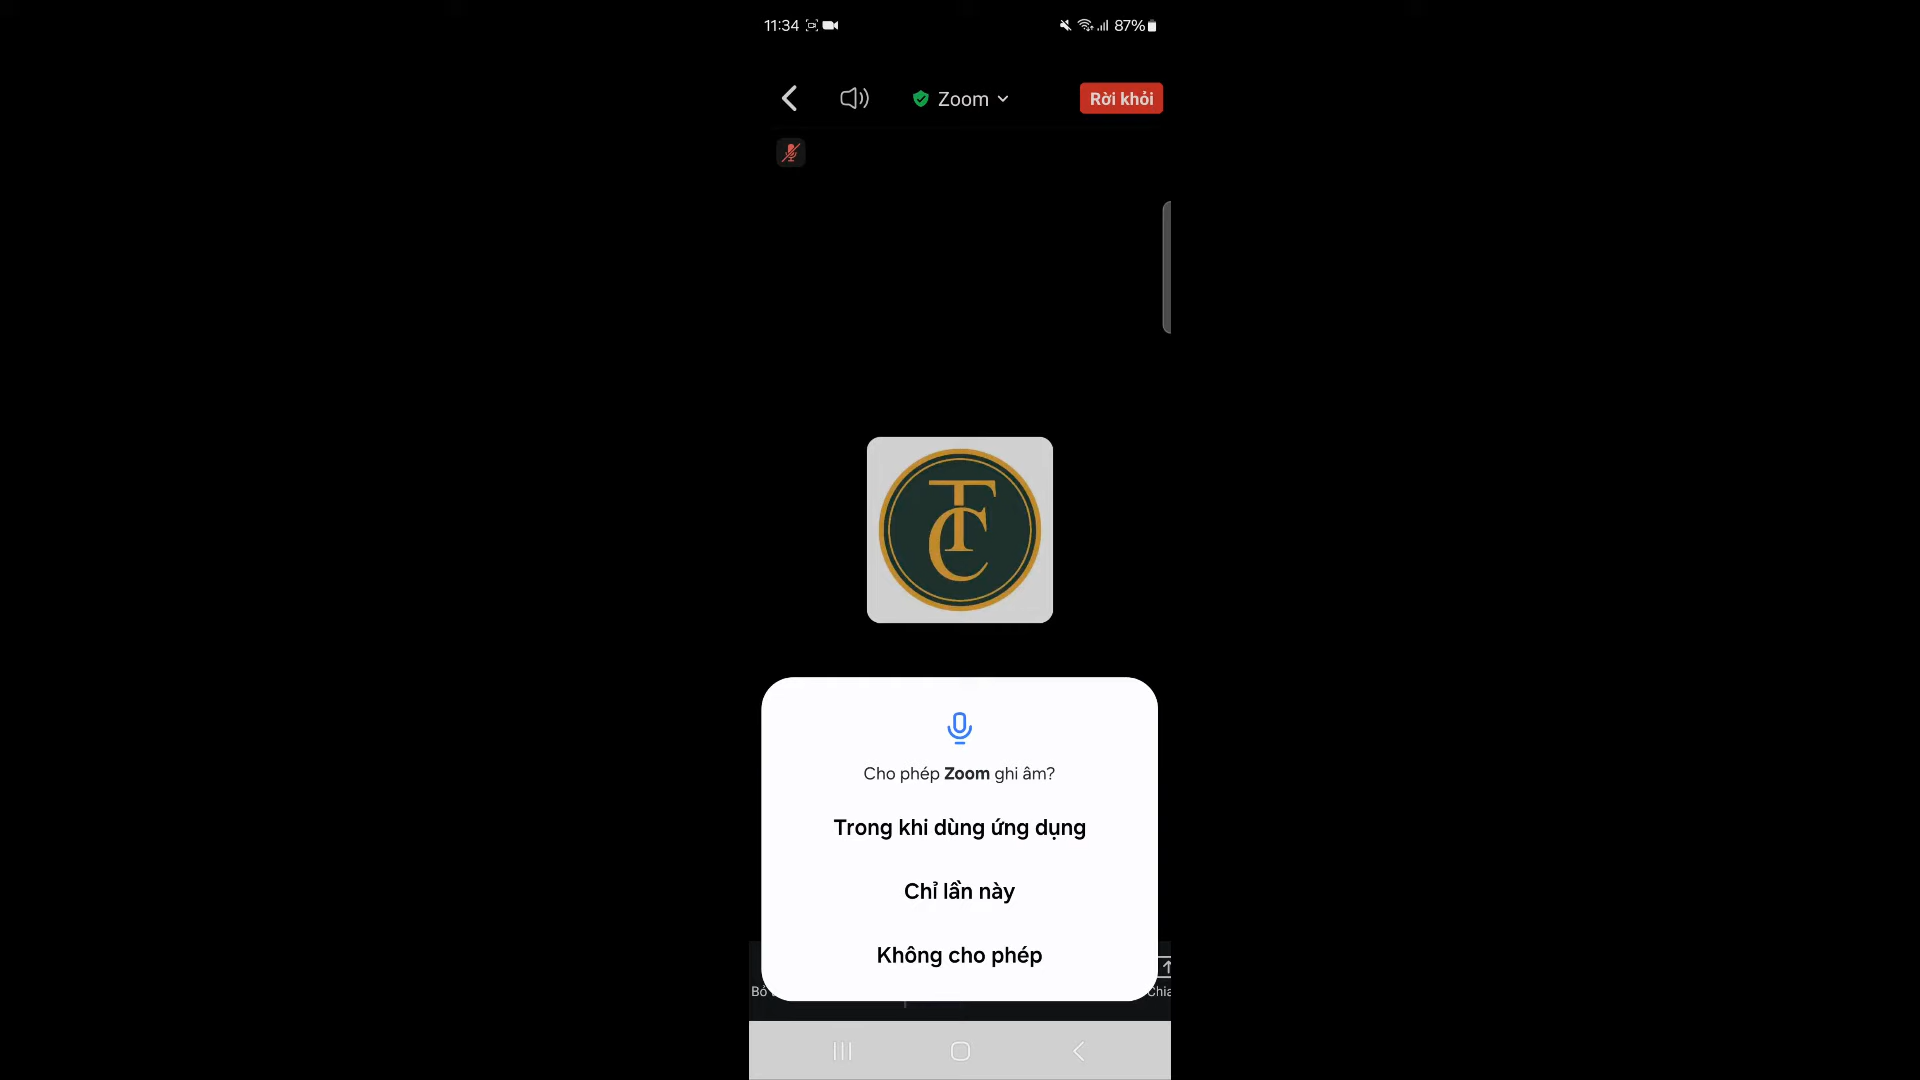 11:34 87%
Zoom Rời khỏi
TC
Cho phép Zoom ghi âm?
Trong khi dùng ứng dụng
Chỉ lần này
Không cho phép
Bỏ Chia